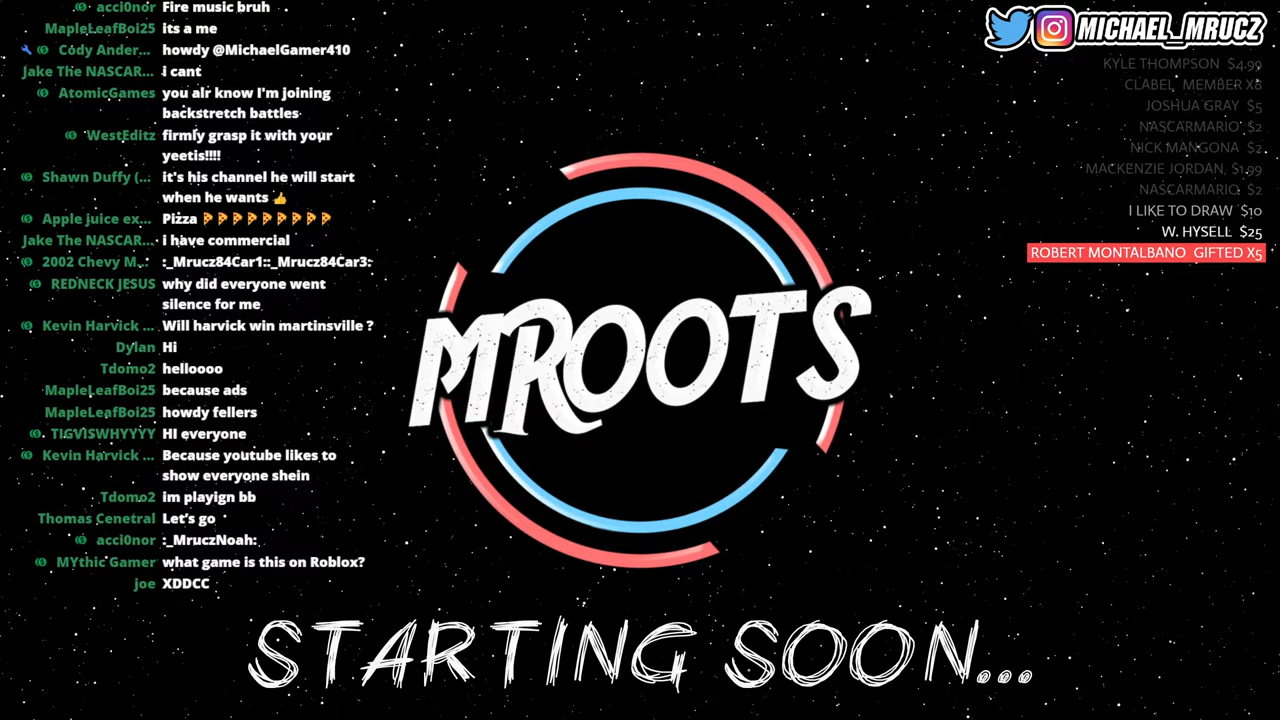 acci0nor Fire music bruh
MapleLeafBoi25 its a me
Cody Ander... howdy @MichaelGamer410
Jake The NASCAR... i cant
AtomicGames you alr know I'm joining
backstretch battles
WestEditz firmly grasp it with your
yeetis!!!!
Shawn Duffy (... it's his channel he will start
when he wants 👍
Apple juice ex... Pizza 🍕🍕🍕🍕🍕🍕🍕🍕🍕
Jake The NASCAR... i have commercial
2002 Chevy M... :_Mrucz84Car1::_Mrucz84Car3:
REDNECK JESUS why did everyone went
silence for me
Kevin Harvick ... Will harvick win martinsville ?
Dylan Hi
Tdomo2 helloooo
MapleLeafBoi25 because ads
MapleLeafBoi25 howdy fellers
TIGVISWHYYYY HI everyone
Kevin Harvick ... Because youtube likes to
show everyone shein
Tdomo2 im playign bb
Thomas Cenetral Let's go
acci0nor :_MruczNoah:
MYthic Gamer what game is this on Roblox?
joe XDDCC
MROOTS
STARTING SOON...
MICHAEL_MRUCZ
KYLE THOMPSON $4.99
CLABEL MEMBER X8
JOSHUA GRAY $5
NASCARMARIO $2
NICK MANGONA $2
MACKENZIE JORDAN $1.99
NASCARMARIO $2
I LIKE TO DRAW $10
W. HYSELL $25
ROBERT MONTALBANO GIFTED X5